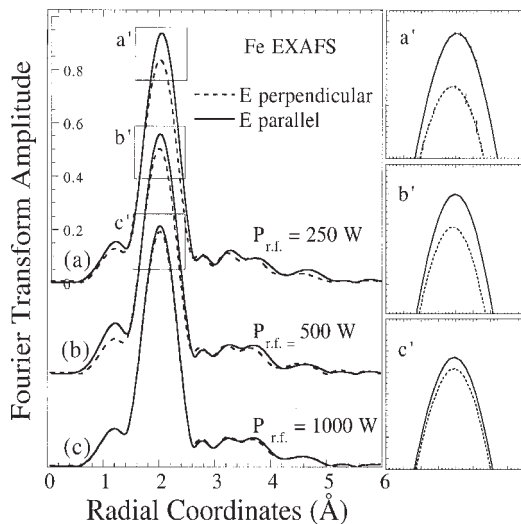 a'
Fe EXAFS
E perpendicular
E parallel
b'
c'
0.8
0.6
0.4
0.2
0
(a)
P r.f. = 250 W
(b)
P r.f. = 500 W
(c)
P r.f. = 1000 W
0 1 2 3 4 5 6
Radial Coordinates (Å)
Fourier Transform Amplitude
a'
b'
c'